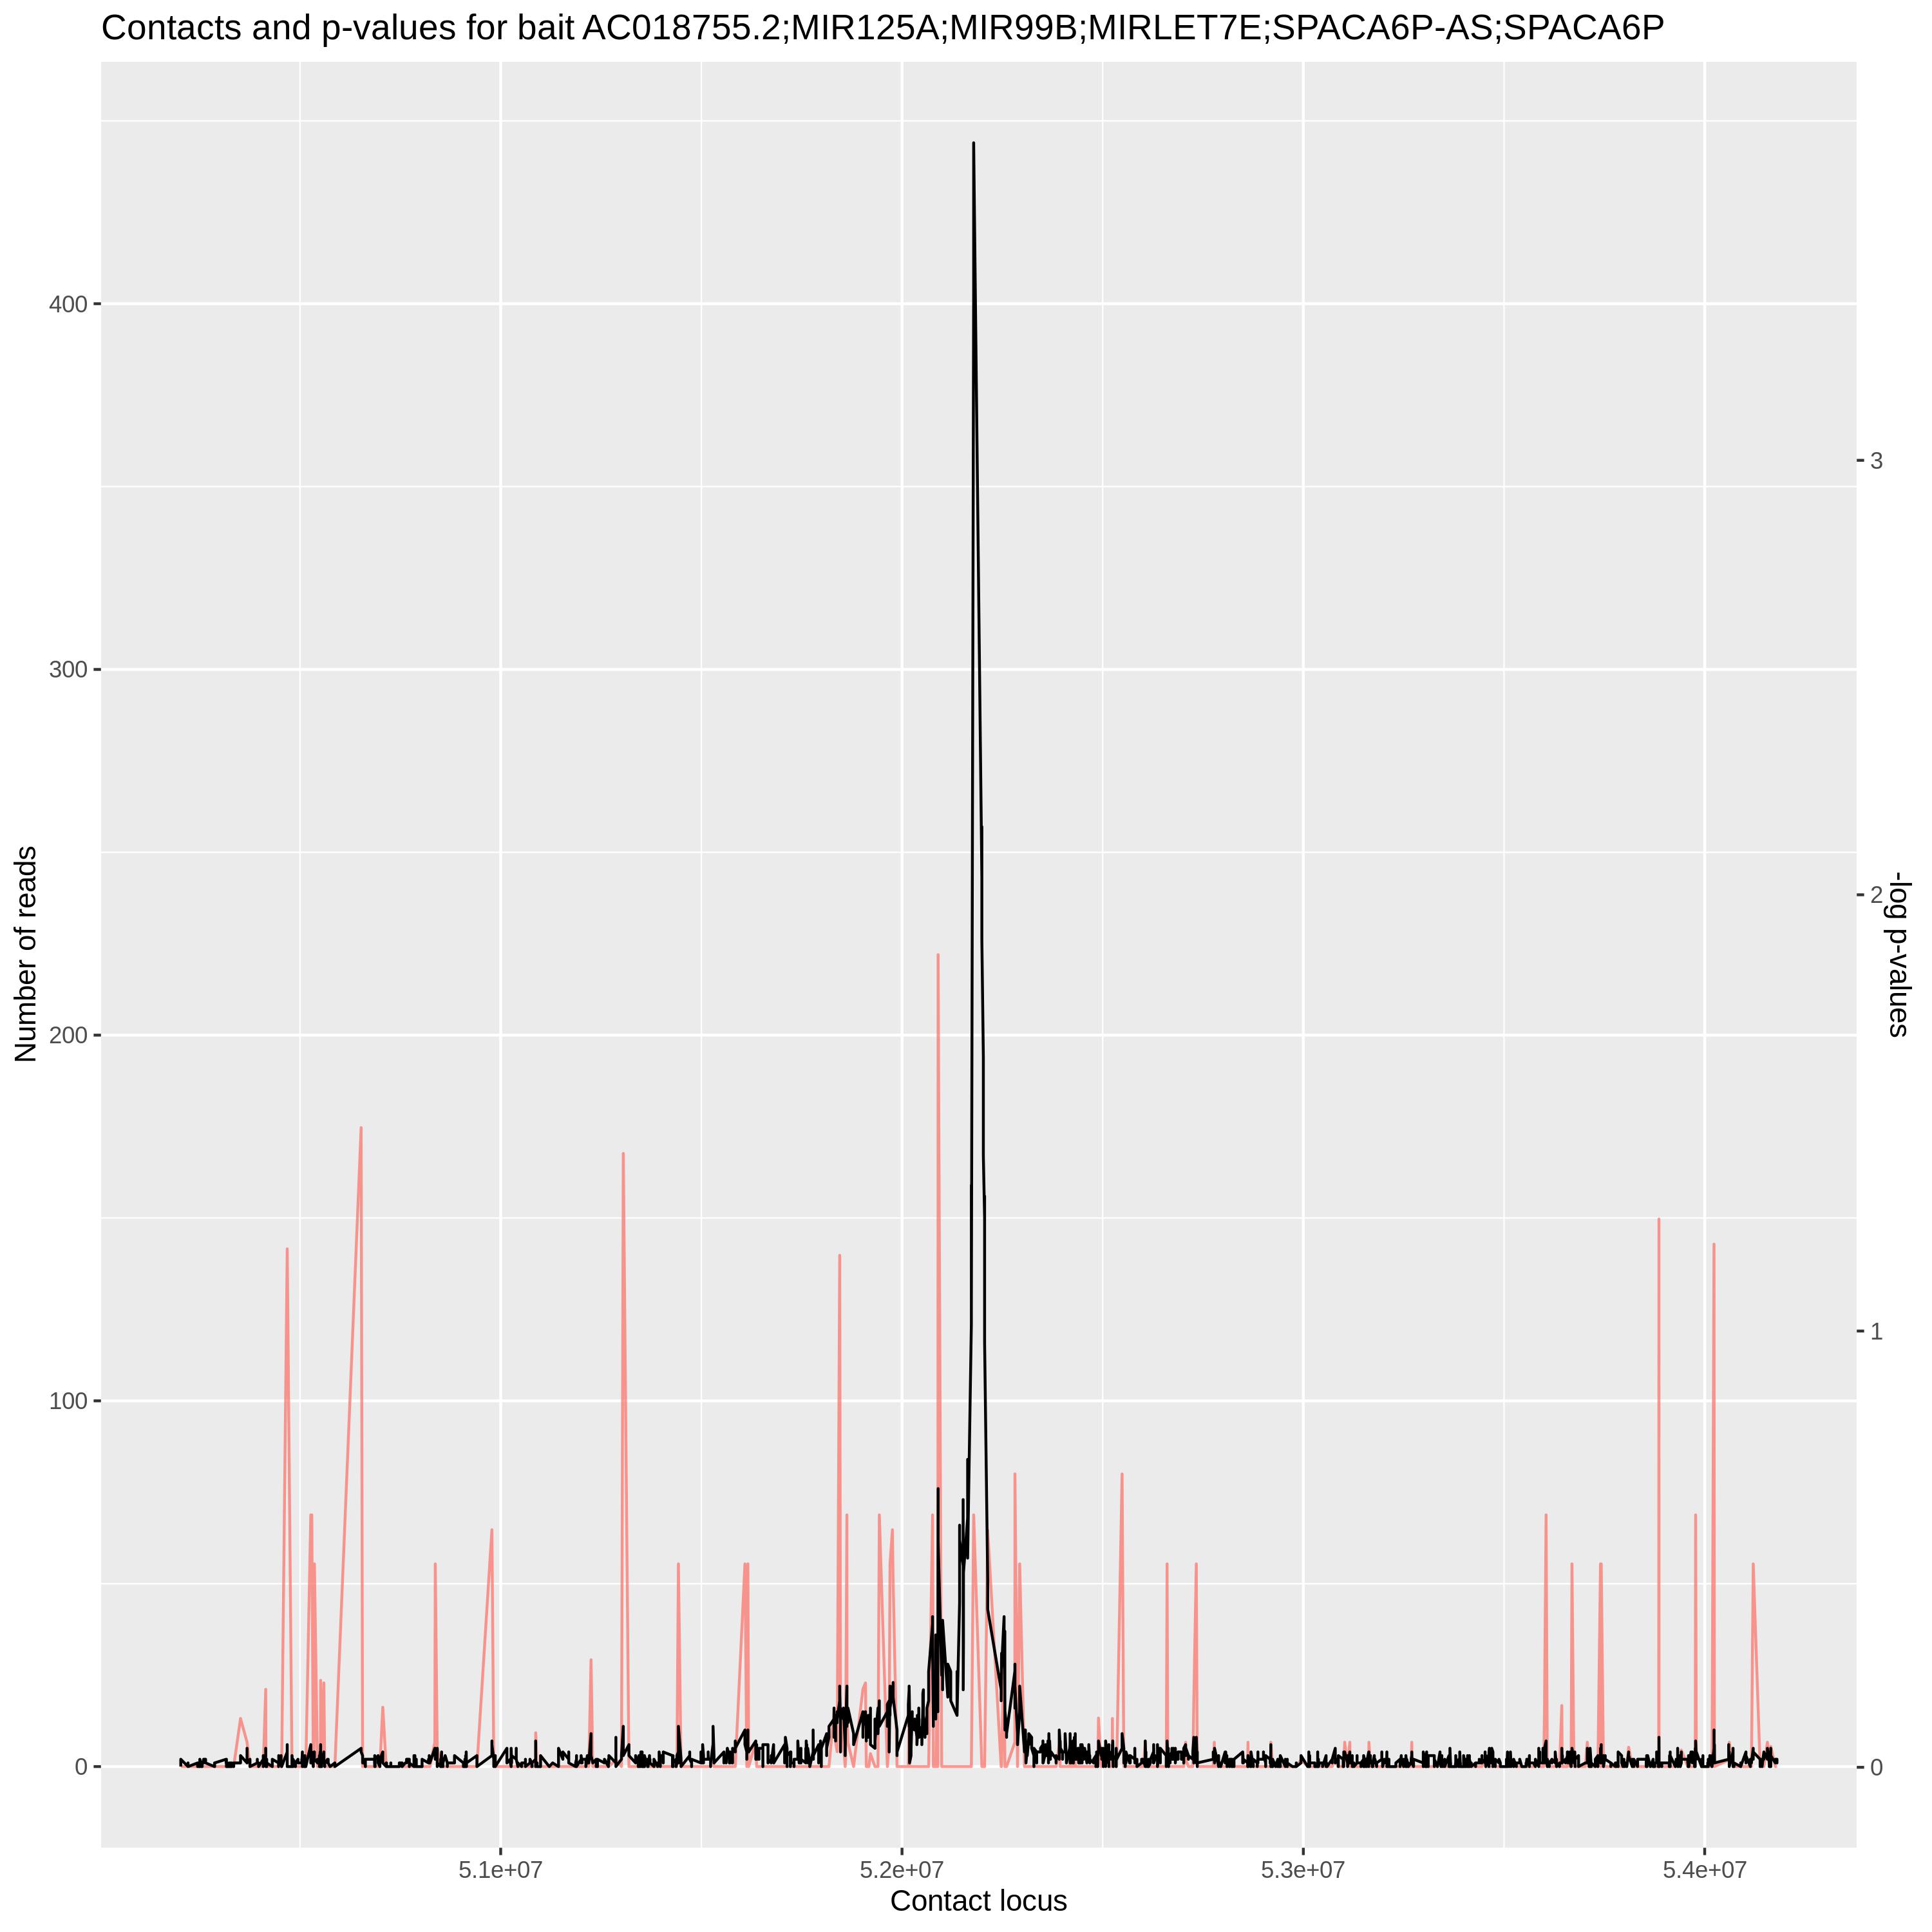 Contacts and p-values for bait AC018755.2;MIR125A;MIR99B;MIRLET7E;SPACA6P-AS;SPACA6P
400
300
200
100
0
Number of reads
3
2
1
0
-log p-values
5.1e+07
5.2e+07
5.3e+07
5.4e+07
Contact locus